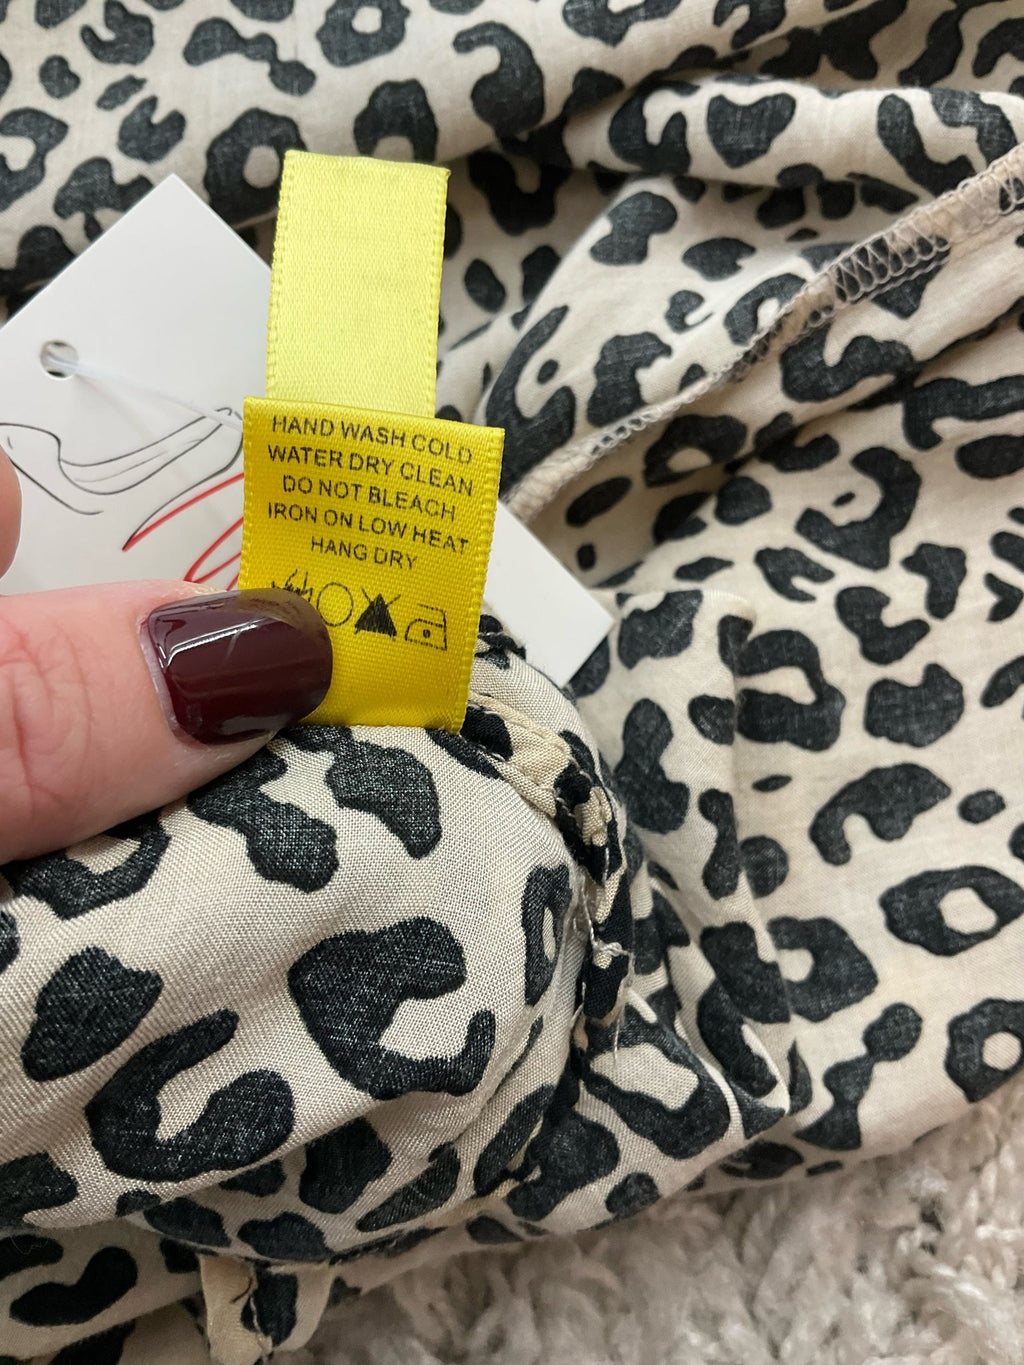 HAND WASH COLD
WATER DRY CLEAN
DO NOT BLEACH
IRON ON LOW HEAT
HANG DRY